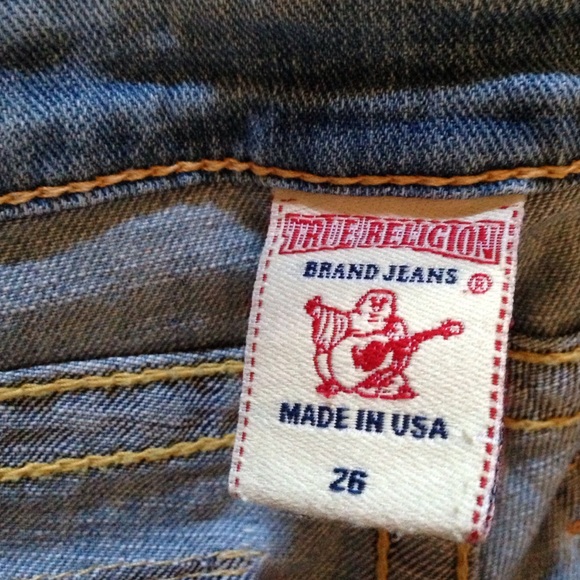 TRUE RELIGION
BRAND JEANS ®
MADE IN USA
26